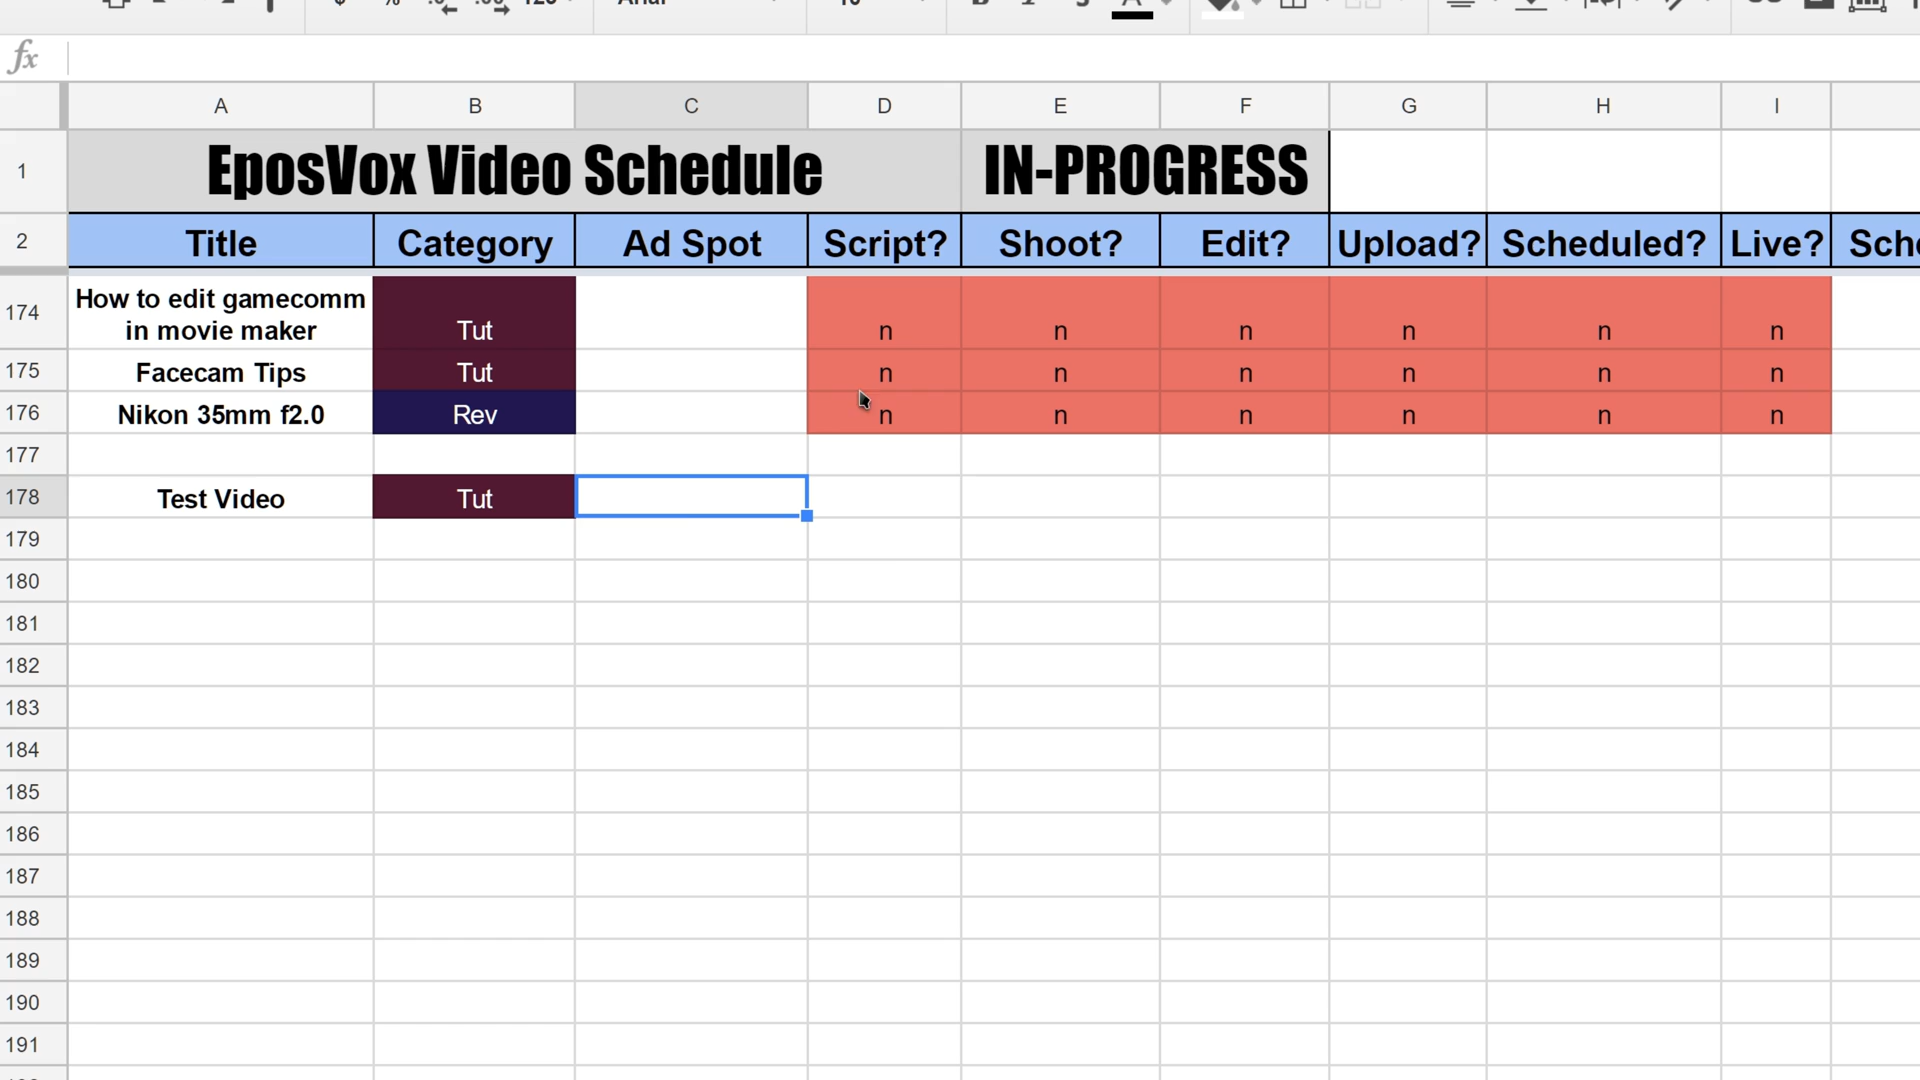 fx
A B C D E F G H I
1 EposVox Video Schedule IN-PROGRESS
2 Title Category Ad Spot Script? Shoot? Edit? Upload? Scheduled? Live? Sch
174 How to edit gamecomm
in movie maker Tut n n n n n n
175 Facecam Tips Tut n n n n n n
176 Nikon 35mm f2.0 Rev n n n n n n
177
178 Test Video Tut
179
180
181
182
183
184
185
186
187
188
189
190
191